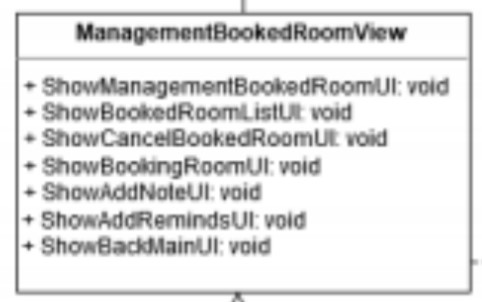 ManagementBookedRoomView
+ ShowManagementBookedRoomUI: void
+ ShowBookedRoomListUI: void
+ ShowCancelBookedRoomUI: void
+ ShowBookingRoomUI: void
+ ShowAddNoteUI: void
+ ShowAddRemindsUI: void
+ ShowBackMainUI: void